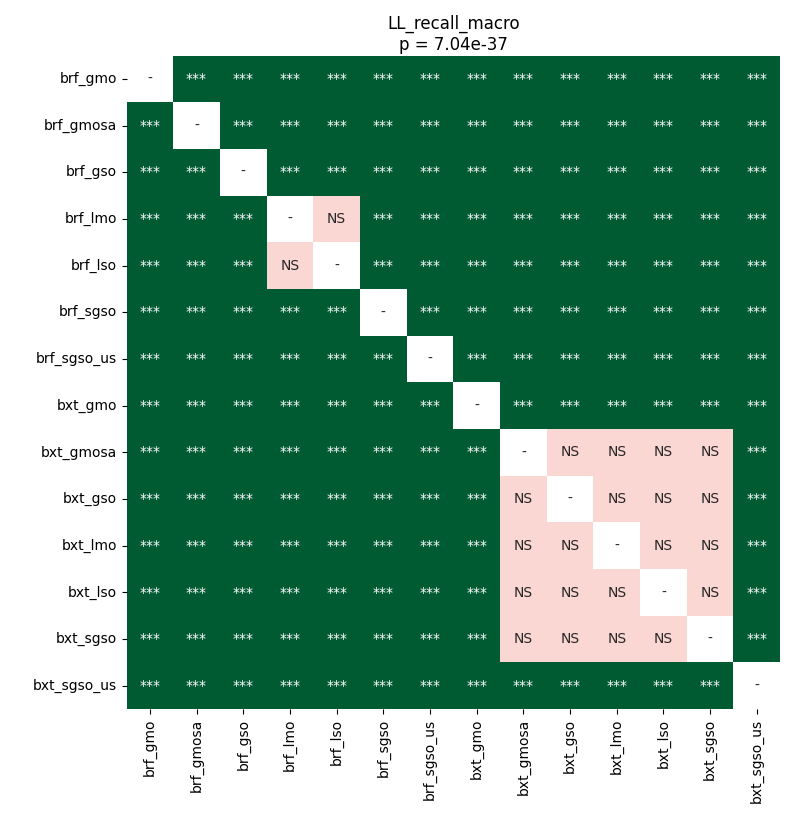 LL_recall_macro
p = 7.04e-37
brf_gmo - *** *** *** *** *** *** *** *** *** *** *** *** ***
brf_gmosa *** - *** *** *** *** *** *** *** *** *** *** *** ***
brf_gso *** *** - *** *** *** *** *** *** *** *** *** *** ***
brf_lmo *** *** *** - NS *** *** *** *** *** *** *** *** ***
brf_lso *** *** *** NS - *** *** *** *** *** *** *** *** ***
brf_sgso *** *** *** *** *** - *** *** *** *** *** *** *** ***
brf_sgso_us *** *** *** *** *** *** - *** *** *** *** *** *** ***
bxt_gmo *** *** *** *** *** *** *** - *** *** *** *** *** ***
bxt_gmosa *** *** *** *** *** *** *** *** - NS NS NS NS ***
bxt_gso *** *** *** *** *** *** *** *** NS - NS NS NS ***
bxt_lmo *** *** *** *** *** *** *** *** NS NS - NS NS ***
bxt_lso *** *** *** *** *** *** *** *** NS NS NS - NS ***
bxt_sgso *** *** *** *** *** *** *** *** NS NS NS NS - ***
bxt_sgso_us *** *** *** *** *** *** *** *** *** *** *** *** *** -
brf_gmo brf_gmosa brf_gso brf_lmo brf_lso brf_sgso brf_sgso_us bxt_gmo bxt_gmosa bxt_gso bxt_lmo bxt_lso bxt_sgso bxt_sgso_us